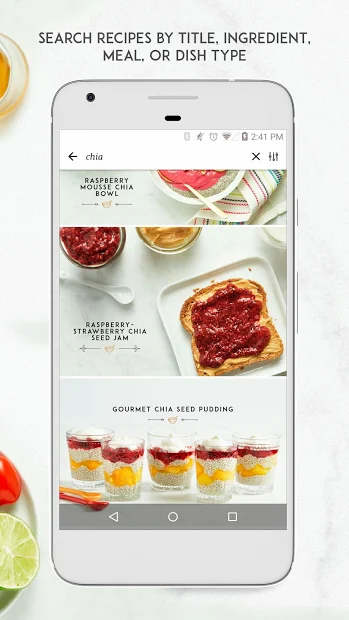 SEARCH RECIPES BY TITLE, INGREDIENT,
MEAL, OR DISH TYPE
2:41 PM
chia
RASPBERRY
MOUSSE CHIA
BOWL
RASPBERRY-
STRAWBERRY CHIA
SEED JAM
GOURMET CHIA SEED PUDDING